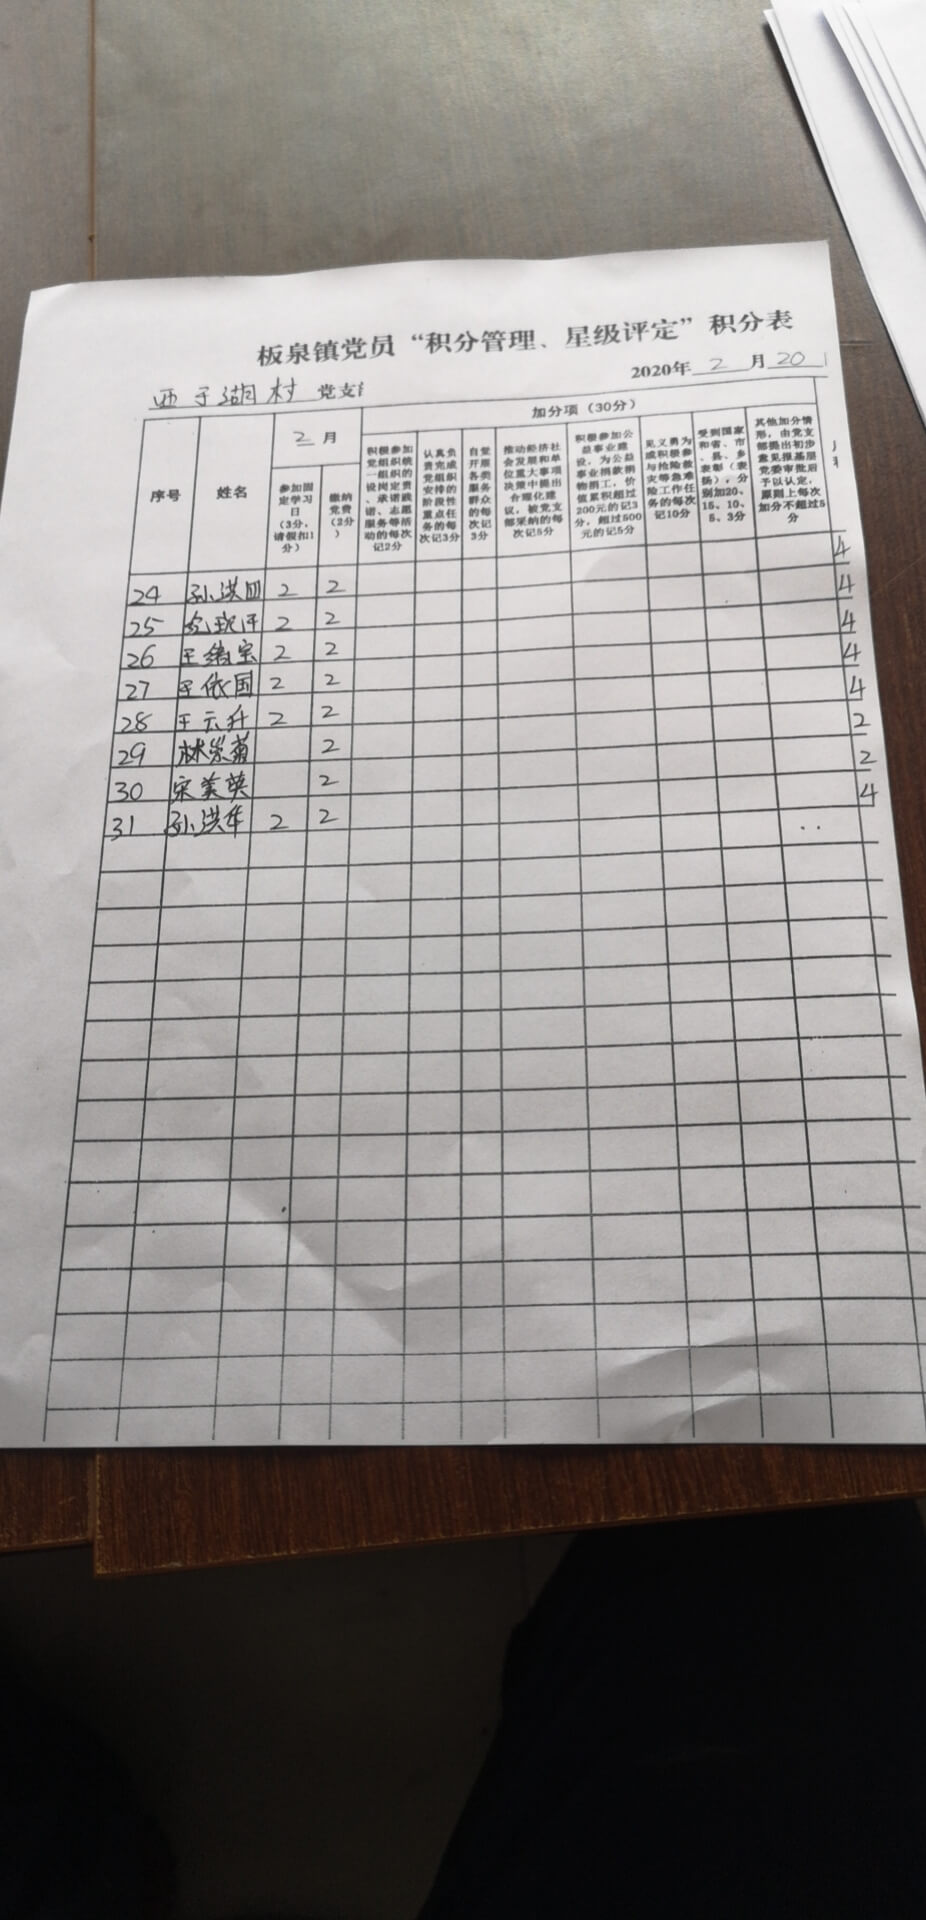 板泉镇党员“积分管理、星级评定”积分表
西于湖村 党支
2020年 2 月 20
序号
姓名
2 月
参加固
定学习
日
(3分,
请假扣1
分)
缴纳
党费
(2分
)
加分项(30分)
积极参加
党组织统
一组织的
设岗定责
、承诺践
诺、志愿
服务等活
动的每次
记2分
认真负
责完成
党组织
安排的
阶段性
重点任
务的每
次记3分
自觉
开展
各类
服务
群众
的每
次记
3分
推动经济社
会发展和单
位重大事项
决策中提出
合理化建
议,被党支
部采纳的每
次记5分
积极参加公
益事业建
设,为公益
事业捐款捐
物捐工,价
值累积超过
200元的记3
分,超过500
元的记5分
见义勇为
或积极参
与抢险救
灾等急难
险工作任
务的每次
记10分
受到国家
和省、市
、县、乡
表彰(表
扬),分
别加20、
15、10、
5、3分
其他加分情
形,由党支
部提出初步
意见报基层
党委审批后
予以认定,
原则上每次
加分不超过5
分
24 孙洪四 2 2 4
25 2 2 4
26 王绪宝 2 2 4
27 王依国 2 2 4
28 王云升 2 2 4
29 林崇菊 2 2
30 宋美英 2 2
31 孙洪华 2 2 4